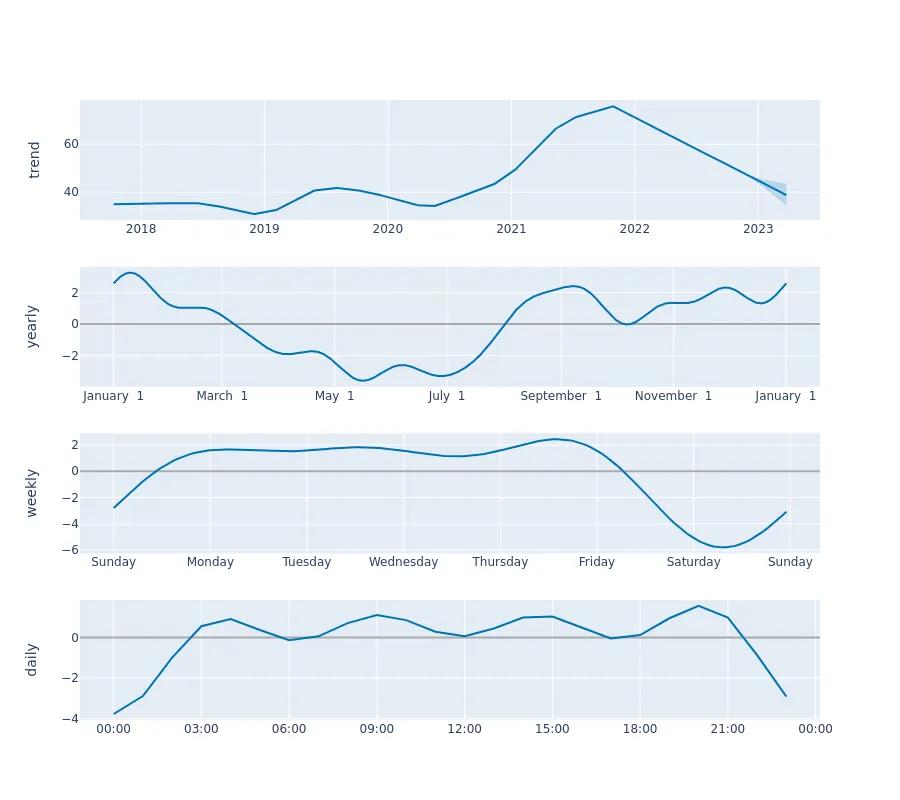 trend
60
40
2018 2019 2020 2021 2022 2023
yearly
2
0
−2
January 1 March 1 May 1 July 1 September 1 November 1 January 1
weekly
2
0
−2
−4
−6
Sunday Monday Tuesday Wednesday Thursday Friday Saturday Sunday
daily
0
−2
−4
00:00 03:00 06:00 09:00 12:00 15:00 18:00 21:00 00:00